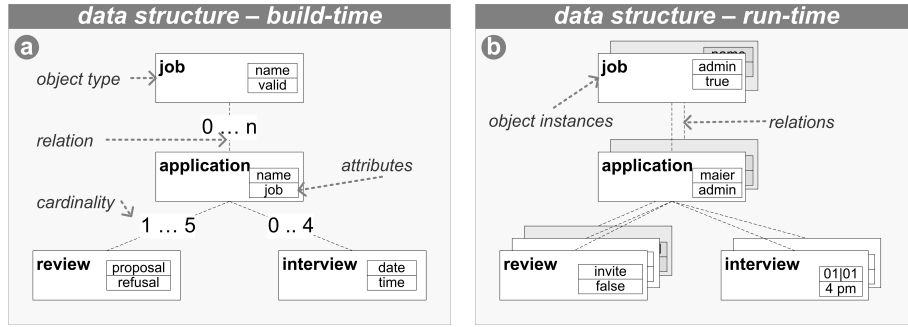 data structure – build-time
a
job
name
valid
object type
0 … n
relation
application
name
job
attributes
cardinality
1 … 5
0 .. 4
review
proposal
refusal
interview
date
time
data structure – run-time
b
name
job
admin
true
object instances
relations
application
maier
admin
review
invite
false
interview
01|01
4 pm